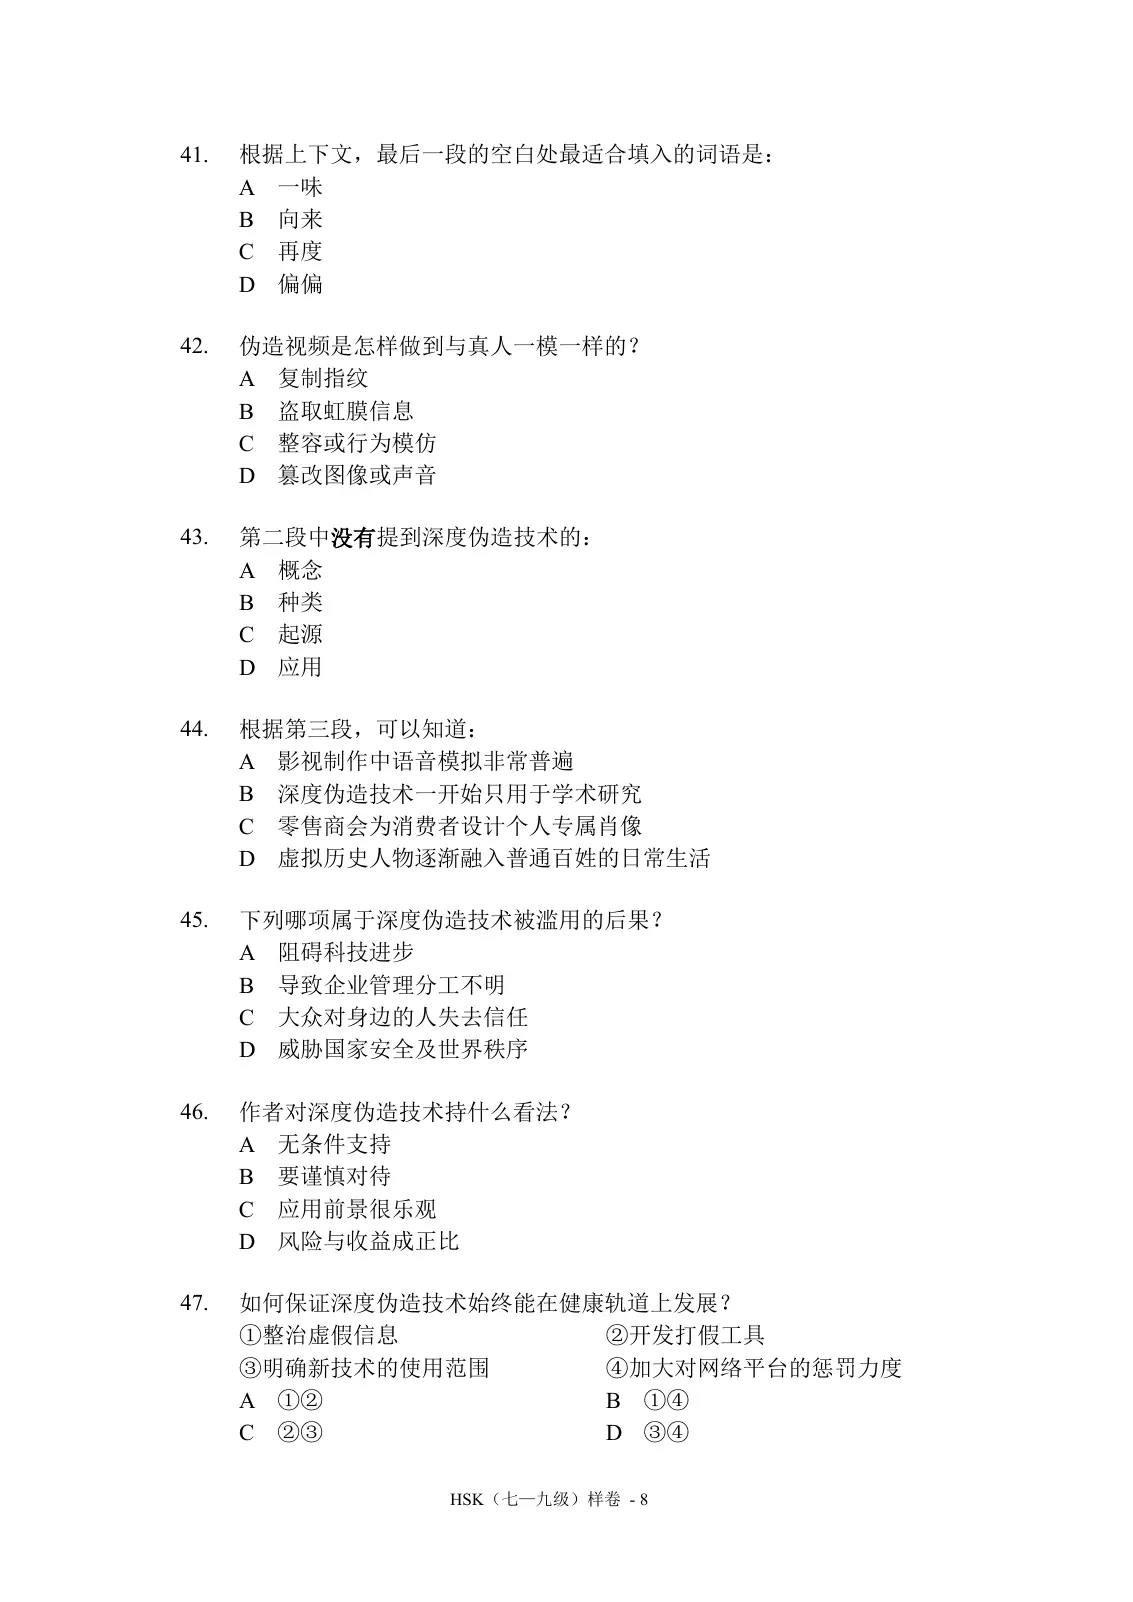 41. 根据上下文，最后一段的空白处最适合填入的词语是：
A 一味
B 向来
C 再度
D 偏偏
42. 伪造视频是怎样做到与真人一模一样的？
A 复制指纹
B 盗取虹膜信息
C 整容或行为模仿
D 篡改图像或声音
43. 第二段中没有提到深度伪造技术的：
A 概念
B 种类
C 起源
D 应用
44. 根据第三段，可以知道：
A 影视制作中语音模拟非常普遍
B 深度伪造技术一开始只用于学术研究
C 零售商会为消费者设计个人专属肖像
D 虚拟历史人物逐渐融入普通百姓的日常生活
45. 下列哪项属于深度伪造技术被滥用的后果？
A 阻碍科技进步
B 导致企业管理分工不明
C 大众对身边的人失去信任
D 威胁国家安全及世界秩序
46. 作者对深度伪造技术持什么看法？
A 无条件支持
B 要谨慎对待
C 应用前景很乐观
D 风险与收益成正比
47. 如何保证深度伪造技术始终能在健康轨道上发展？
①整治虚假信息 ②开发打假工具
③明确新技术的使用范围 ④加大对网络平台的惩罚力度
A ①② B ①④
C ②③ D ③④
HSK（七—九级）样卷 - 8